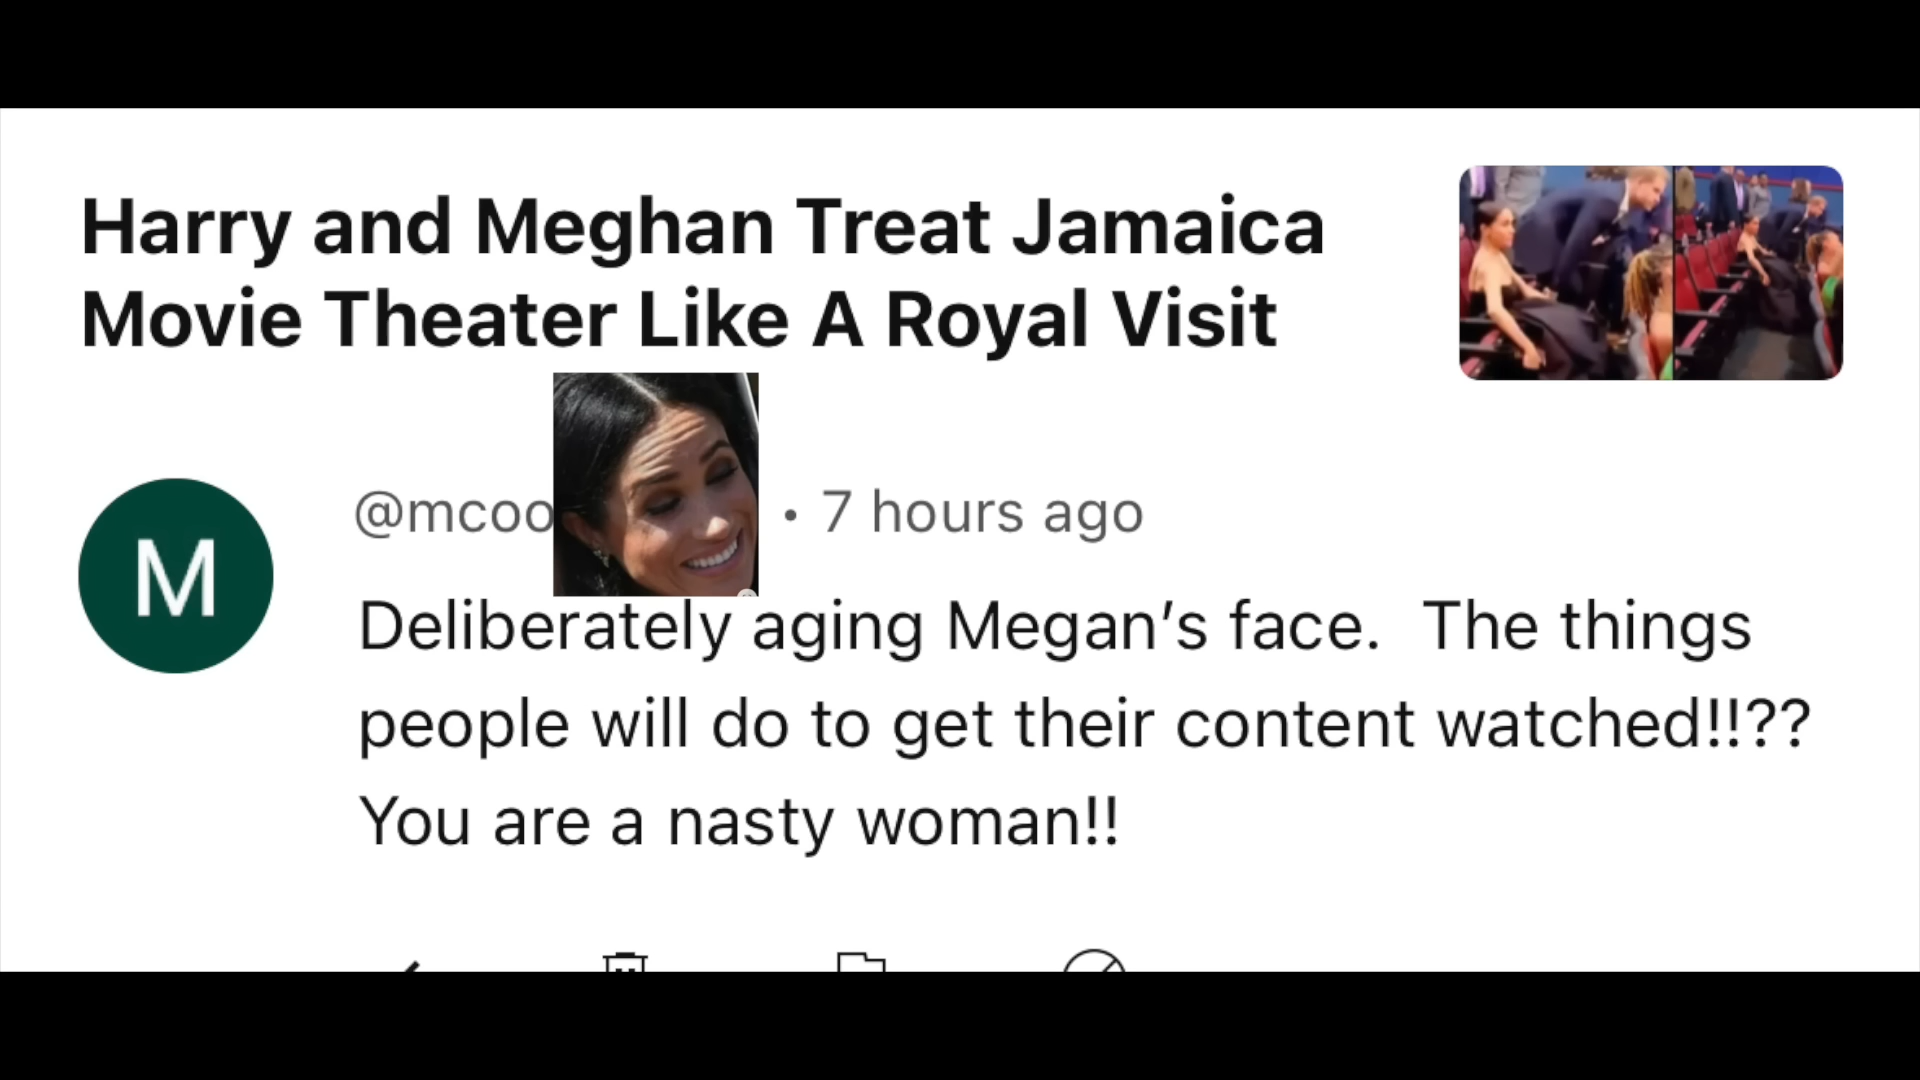 Harry and Meghan Treat Jamaica
Movie Theater Like A Royal Visit
@mcoo • 7 hours ago
M
Deliberately aging Megan’s face.  The things
people will do to get their content watched!!??
You are a nasty woman!!